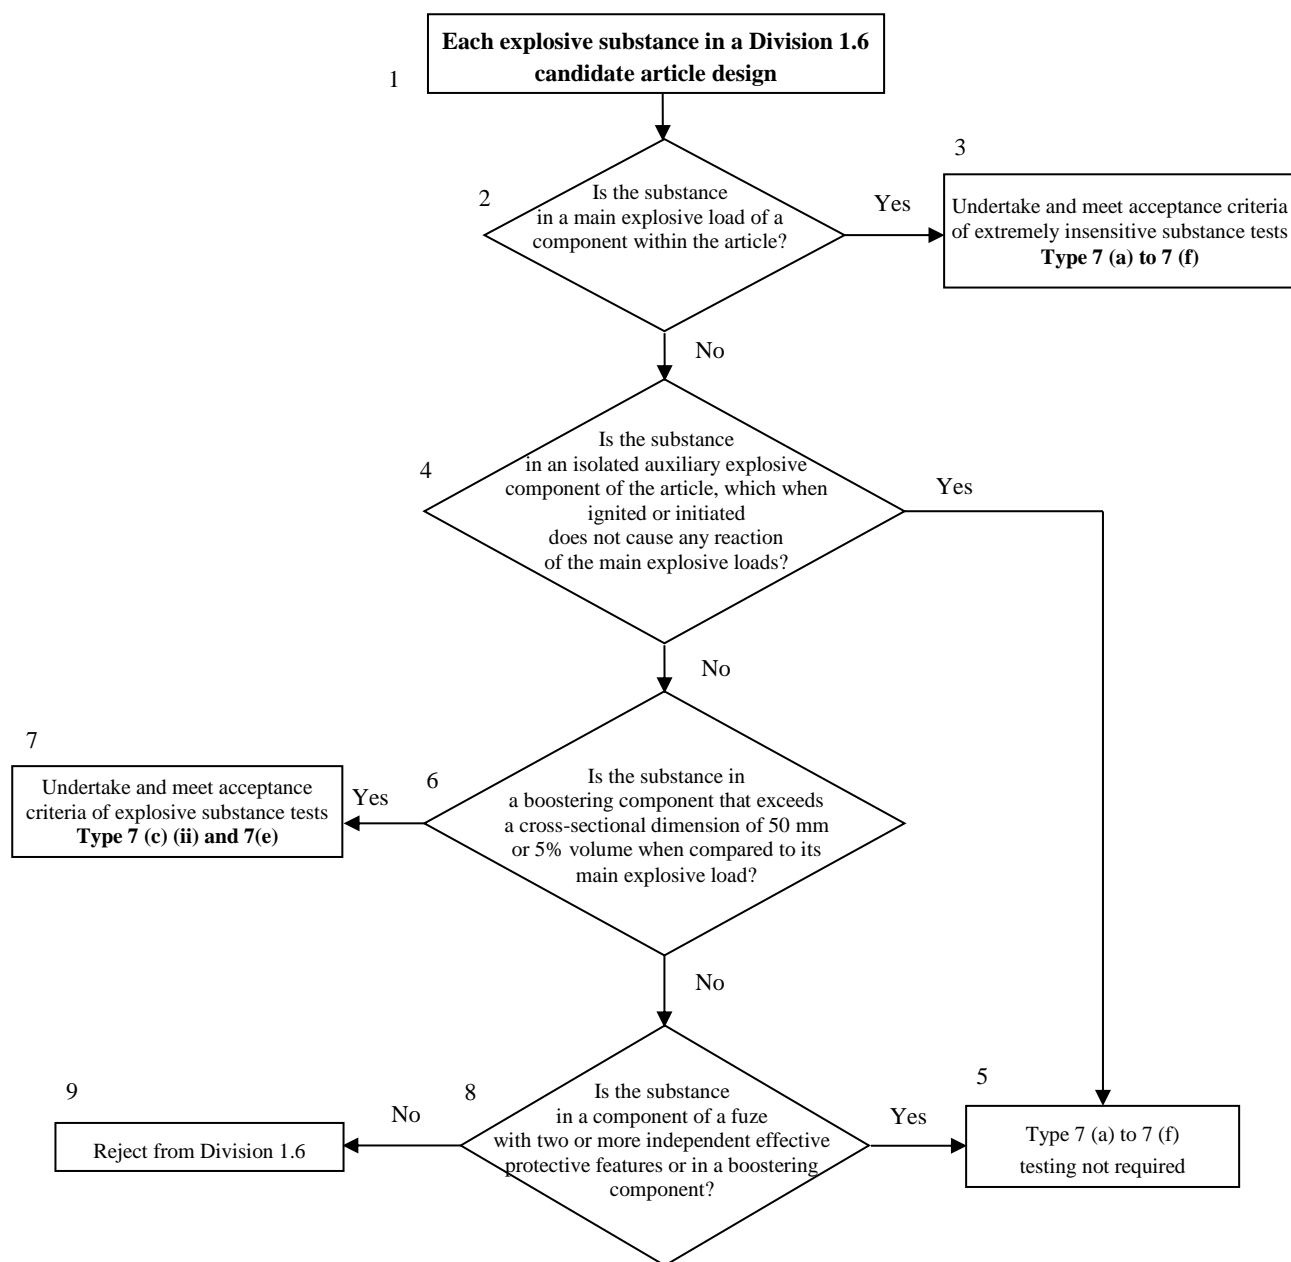 Each explosive substance in a Division 1.6
candidate article design
1
2
Is the substance
in a main explosive load of a
component within the article?
Yes
3
Undertake and meet acceptance criteria
of extremely insensitive substance tests
Type 7 (a) to 7 (f)
No
4
Is the substance
in an isolated auxiliary explosive
component of the article, which when
ignited or initiated
does not cause any reaction
of the main explosive loads?
Yes
No
7
Undertake and meet acceptance
criteria of explosive substance tests
Type 7 (c) (ii) and 7(e)
Yes
6
Is the substance in
a boostering component that exceeds
a cross-sectional dimension of 50 mm
or 5% volume when compared to its
main explosive load?
No
9
Reject from Division 1.6
No
8
Is the substance
in a component of a fuze
with two or more independent effective
protective features or in a boostering
component?
Yes
5
Type 7 (a) to 7 (f)
testing not required